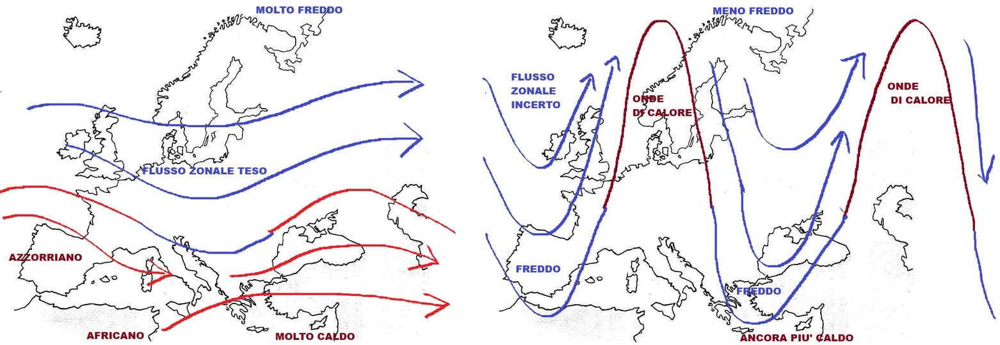 MOLTO FREDDO
FLUSSO ZONALE TESO
AZZORRIANO
AFRICANO
MOLTO CALDO
MENO FREDDO
FLUSSO
ZONALE
INCERTO
ONDE
DI CALORE
ONDE
DI CALORE
FREDDO
FREDDO
ANCORA PIU' CALDO